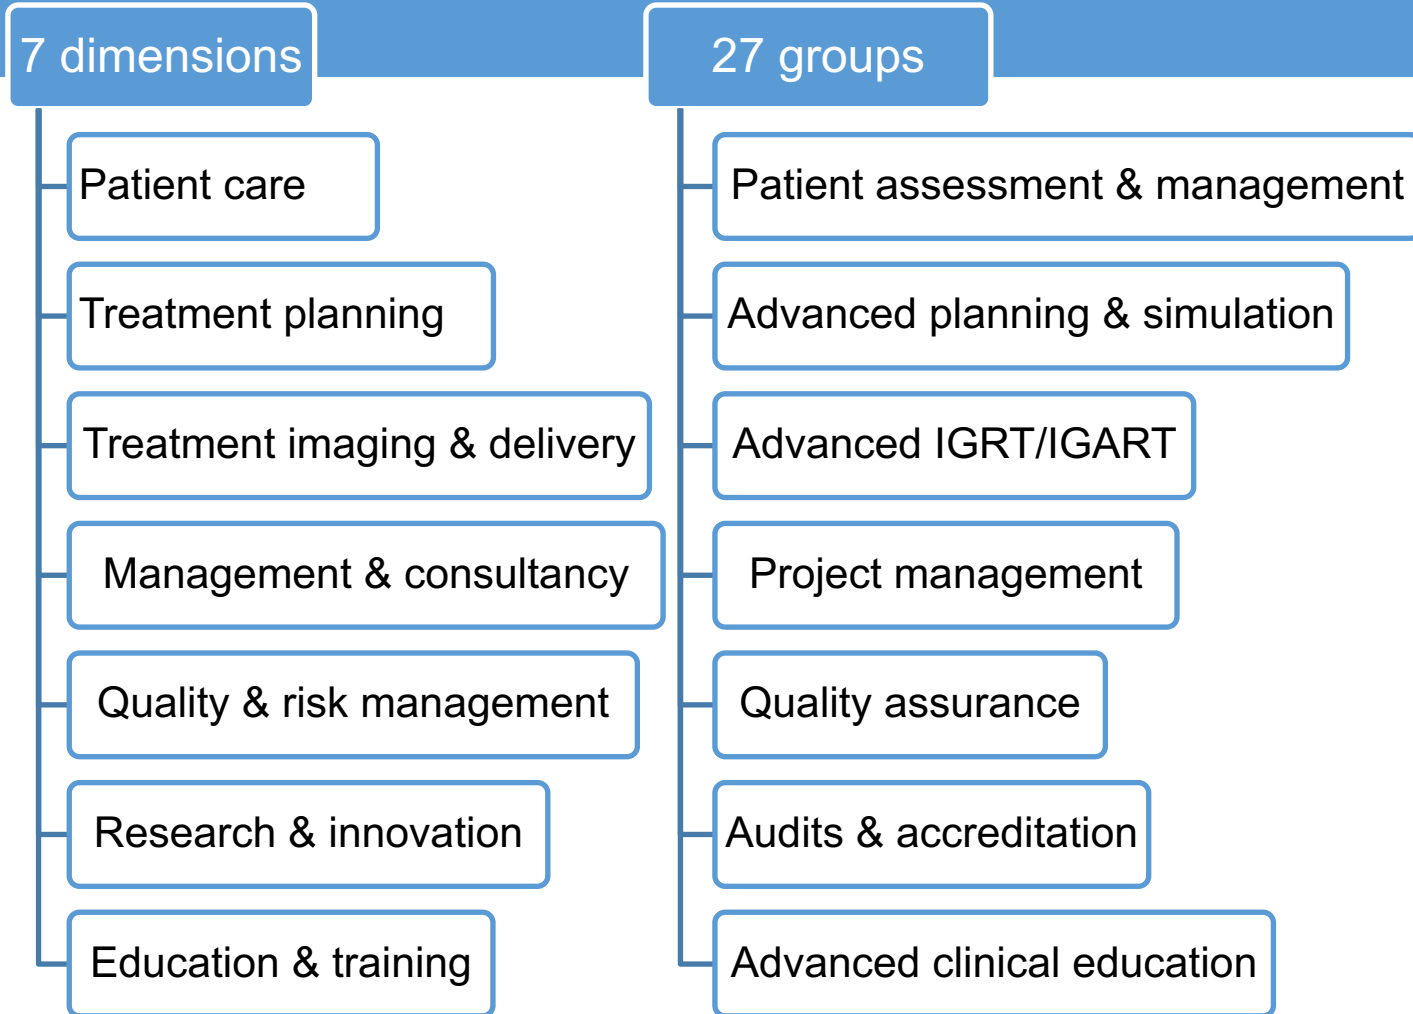 7 dimensions
Patient care
Treatment planning
Treatment imaging & delivery
Management & consultancy
Quality & risk management
Research & innovation
Education & training
27 groups
Patient assessment & management
Advanced planning & simulation
Advanced IGRT/IGART
Project management
Quality assurance
Audits & accreditation
Advanced clinical education